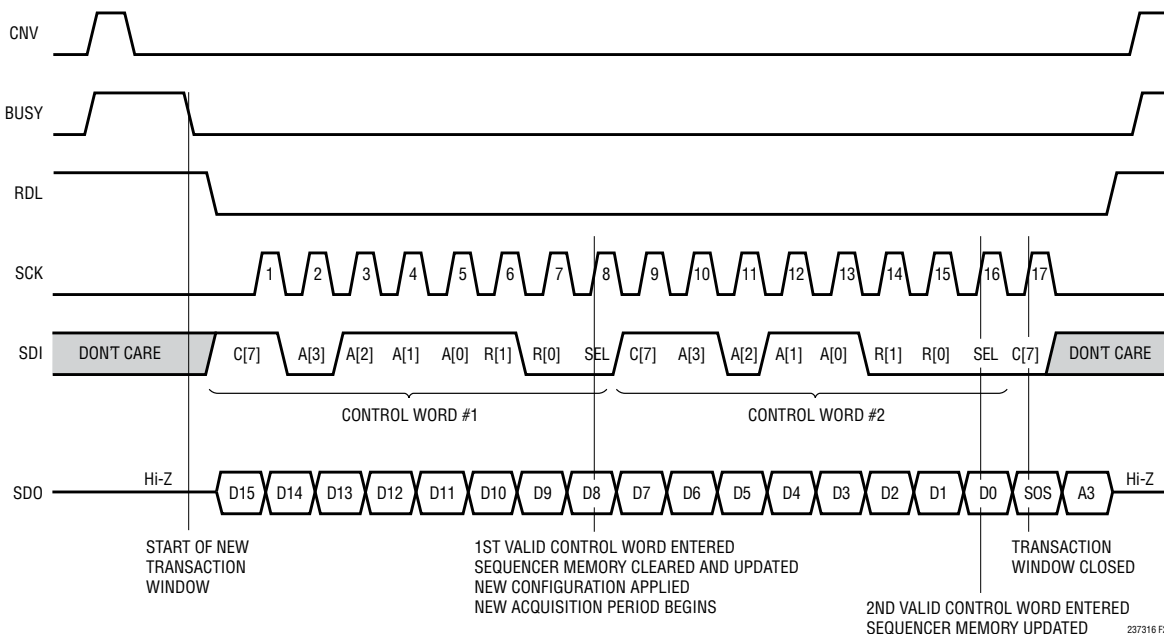 CNV
BUSY
RDL
SCK 1 2 3 4 5 6 7 8 9 10 11 12 13 14 15 16 17
SDI DON'T CARE C[7] A[3] A[2] A[1] A[0] R[1] R[0] SEL C[7] A[3] A[2] A[1] A[0] R[1] R[0] SEL C[7] DON'T CARE
CONTROL WORD #1 CONTROL WORD #2
SDO Hi-Z D15 D14 D13 D12 D11 D10 D9 D8 D7 D6 D5 D4 D3 D2 D1 D0 SOS A3 Hi-Z
START OF NEW
TRANSACTION
WINDOW
1ST VALID CONTROL WORD ENTERED
SEQUENCER MEMORY CLEARED AND UPDATED
NEW CONFIGURATION APPLIED
NEW ACQUISITION PERIOD BEGINS
TRANSACTION
WINDOW CLOSED
2ND VALID CONTROL WORD ENTERED
SEQUENCER MEMORY UPDATED
237316